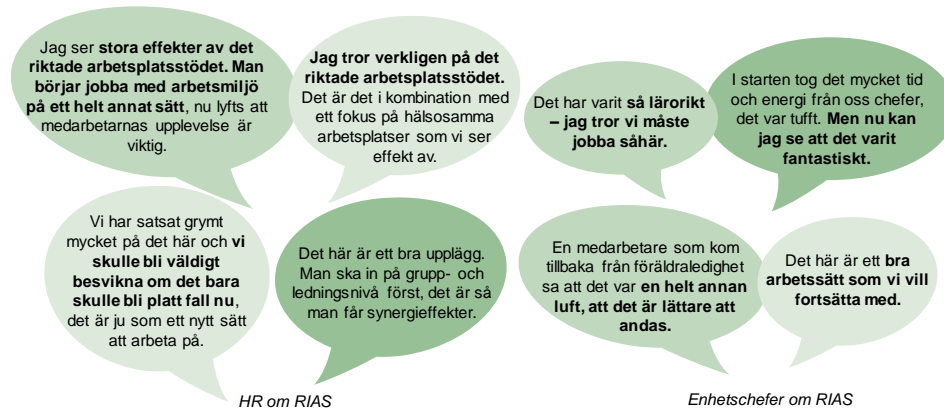 Jag ser stora effekter av det
riktade arbetsplatsstödet. Man
börjar jobba med arbetsmiljö
på ett helt annat sätt, nu lyfts att
medarbetarnas upplevelse är
viktig.
Jag tror verkligen på det
riktade arbetsplatsstödet.
Det är det i kombination med
ett fokus på hälsosamma
arbetsplatser som vi ser
effekt av.
Det har varit så lärorikt
– jag tror vi måste
jobba såhär.
I starten tog det mycket tid
och energi från oss chefer,
det var tufft. Men nu kan
jag se att det varit
fantastiskt.
Vi har satsat grymt
mycket på det här och vi
skulle bli väldigt
besvikna om det bara
skulle bli platt fall nu,
det är ju som ett nytt sätt
att arbeta på.
Det här är ett bra upplägg.
Man ska in på grupp- och
ledningsnivå först, det är så
man får synergieffekter.
En medarbetare som kom
tillbaka från föräldraledighet
sa att det var en helt annan
luft, att det är lättare att
andas.
Det här är ett bra
arbetssätt som vi vill
fortsätta med.
HR om RIAS
Enhetschefer om RIAS